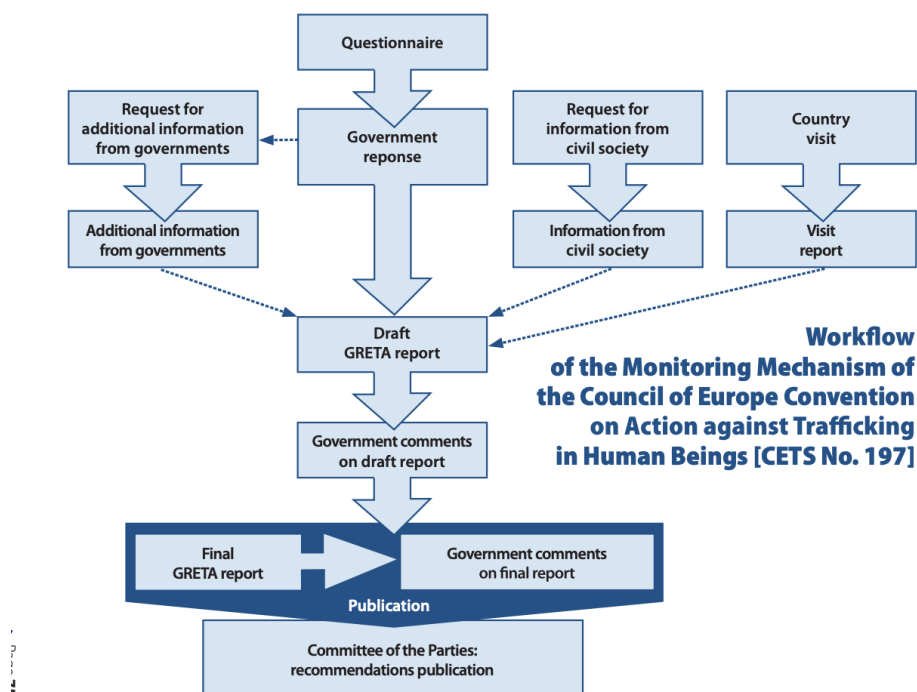 Questionnaire
Request for
additional information
from governments
Government
reponse
Request for
information from
civil society
Country
visit
Additional information
from governments
Information from
civil society
Visit
report
Draft
GRETA report
Workflow
of the Monitoring Mechanism of
the Council of Europe Convention
on Action against Trafficking
in Human Beings [CETS No. 197]
Government comments
on draft report
Final
GRETA report
Government comments
on final report
Publication
Committee of the Parties:
recommendations publication